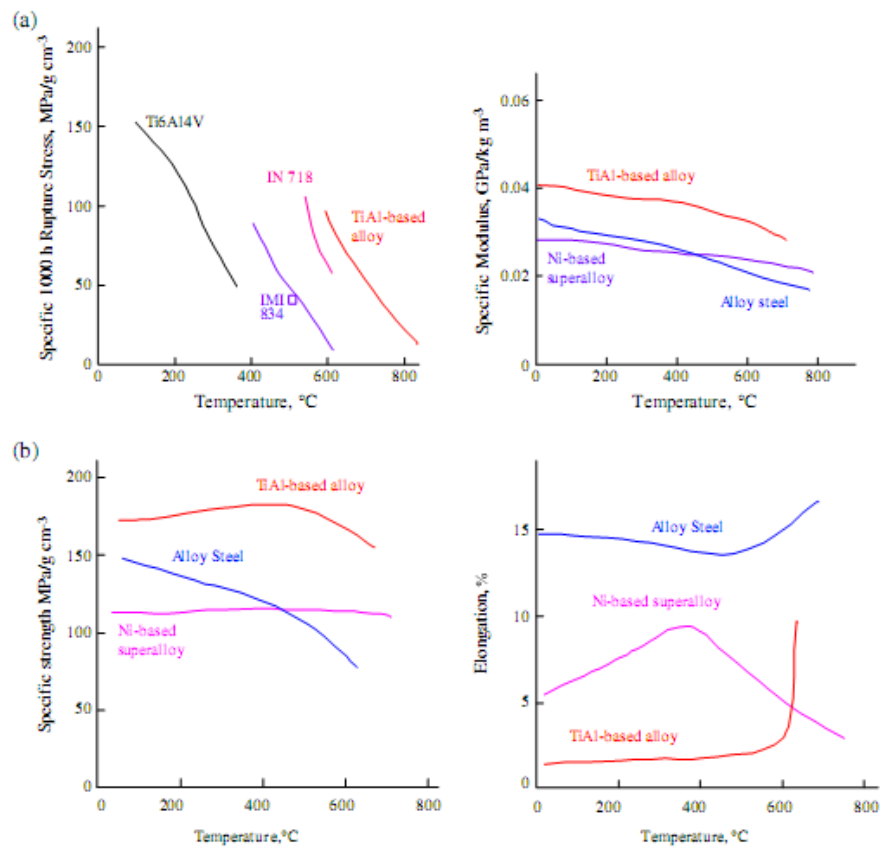 (a)
Specific 1000 h Rupture Stress, MPa/g cm-3
200
150
100
50
0
Ti6A14V
IN 718
TiAl-based
alloy
IMI
834
0
200
400
600
800
Temperature, °C
Specific Modulus, GPa/kg m-3
0.06
0.04
0.02
0
TiAl-based alloy
Ni-based
superalloy
Alloy steel
0
200
400
600
800
Temperature, °C
(b)
Specific strength MPa/g cm-3
200
150
100
50
0
TiAl-based alloy
Alloy Steel
Ni-based
superalloy
0
200
400
600
800
Temperature,°C
Elongation, %
15
10
5
0
Alloy Steel
Ni-based superalloy
TiAl-based alloy
0
200
400
600
800
Temperature,°C